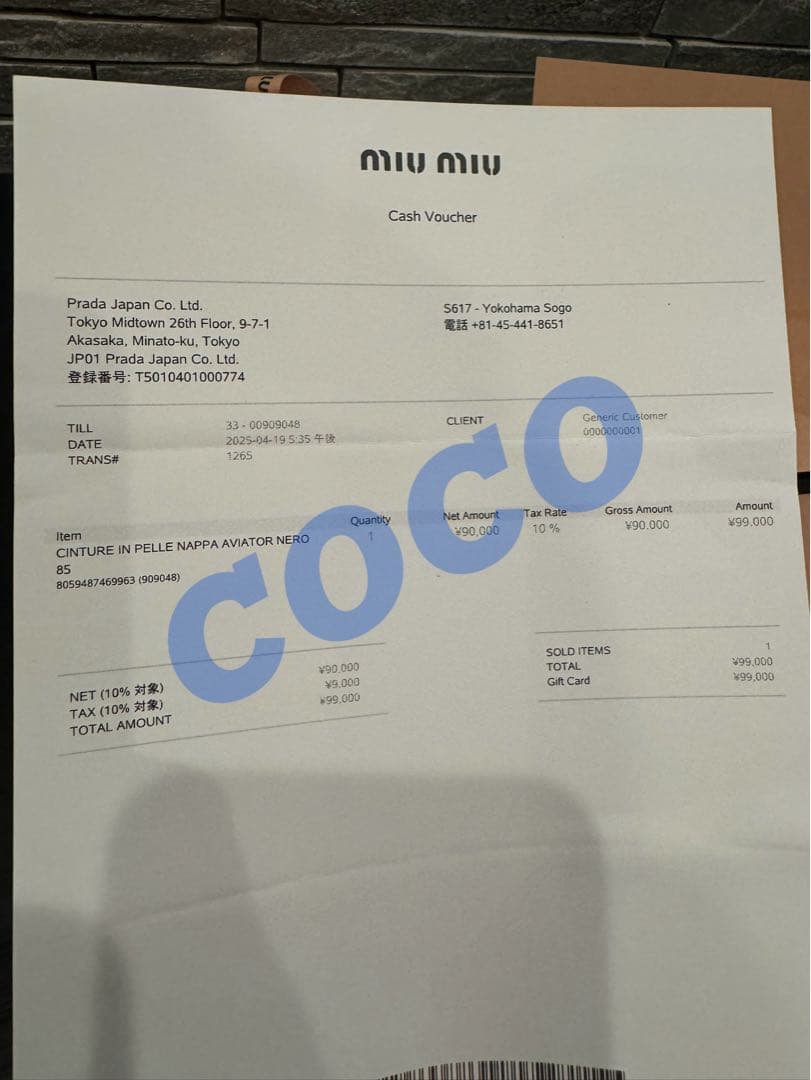 miu miu
Cash Voucher
Prada Japan Co. Ltd.
Tokyo Midtown 26th Floor, 9-7-1
Akasaka, Minato-ku, Tokyo
JP01 Prada Japan Co. Ltd.
登録番号: T5010401000774
S617 - Yokohama Sogo
電話 +81-45-441-8651
TILL 33 - 00909048
DATE 2025-04-19 5:35 午後
TRANS# 1265
CLIENT Generic Customer
0000000001
Item Quantity Net Amount Tax Rate Gross Amount Amount
CINTURE IN PELLE NAPPA AVIATOR NERO 1 ¥90,000 10 % ¥90,000 ¥99,000
85
8059487469963 (909048)
NET (10% 対象) ¥90,000
TAX (10% 対象) ¥9,000
TOTAL AMOUNT ¥99,000
SOLD ITEMS 1
TOTAL ¥99,000
Gift Card ¥99,000
COCO